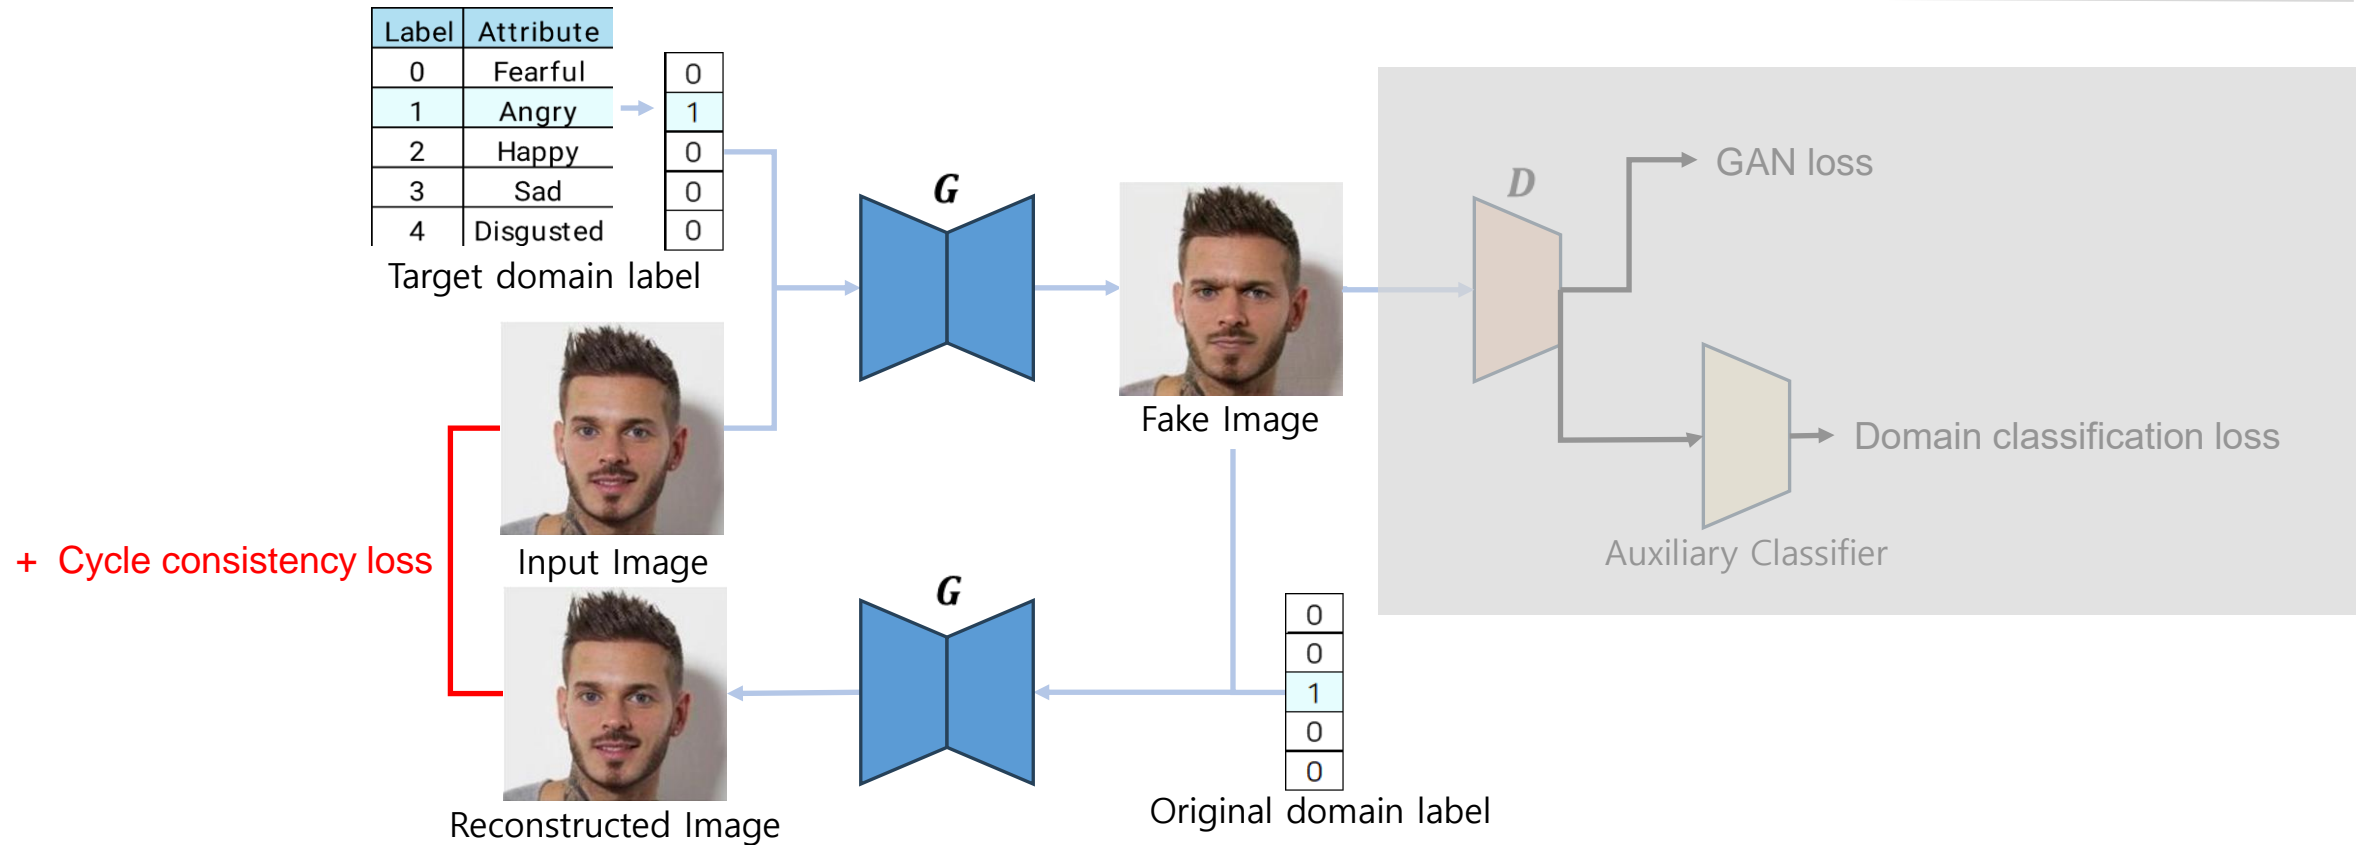 Label Attribute
0 Fearful
1 Angry
2 Happy
3 Sad
4 Disgusted
0
1
0
0
0
Target domain label
G
Fake Image
D
GAN loss
Domain classification loss
Auxiliary Classifier
Input Image
+ Cycle consistency loss
G
Reconstructed Image
0
0
1
0
0
Original domain label